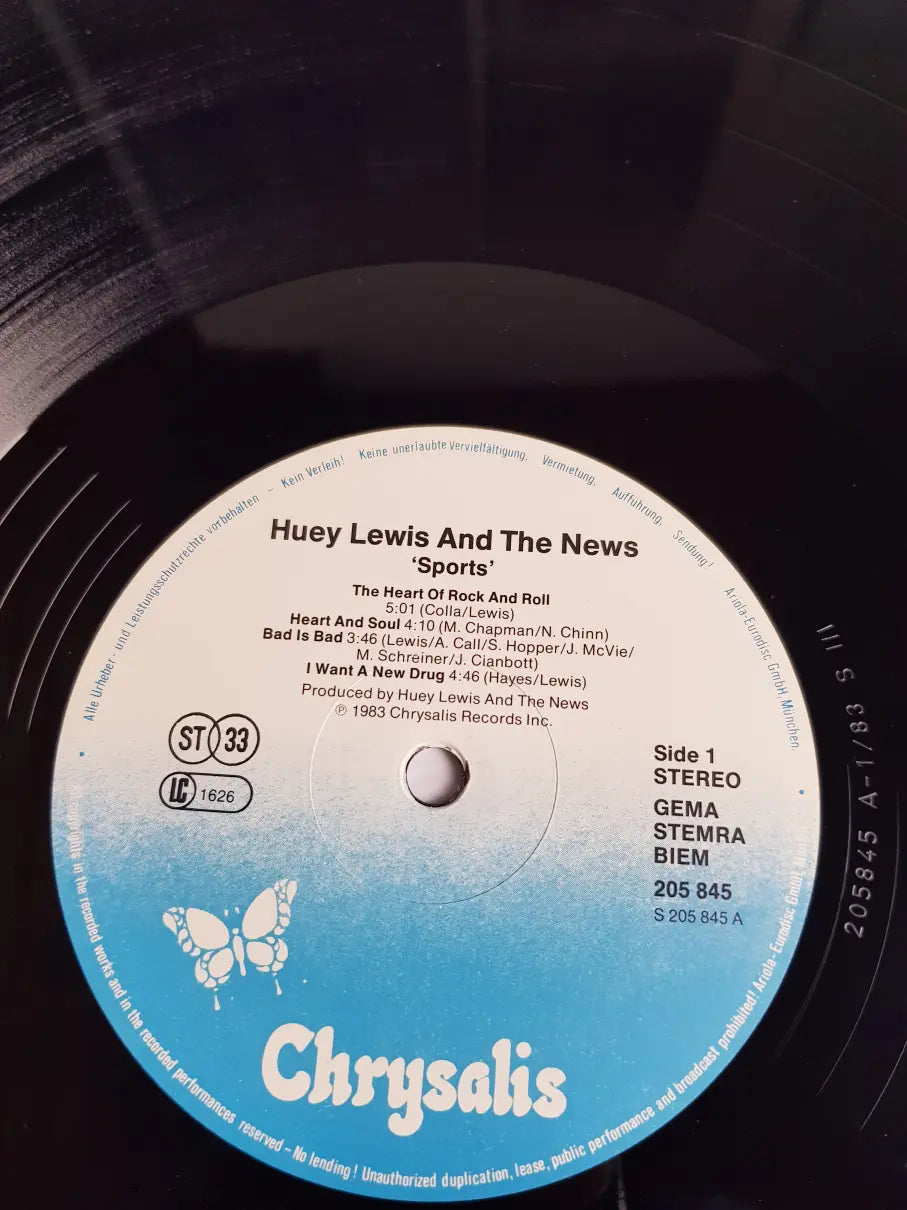 Alle Urheber- und Leistungsschutzrechte vorbehalten – Kein Verleih! Keine unerlaubte Vervielfältigung, Vermietung, Aufführung, Sendung!
Ariola-Eurodisc GmbH, München.
Huey Lewis And The News
‘Sports’
The Heart Of Rock And Roll
5:01 (Colla/Lewis)
Heart And Soul 4:10 (M. Chapman/N. Chinn)
Bad Is Bad 3:46 (Lewis/A. Call/S. Hopper/J. McVie/
M. Schreiner/J. Cianbott)
I Want A New Drug 4:46 (Hayes/Lewis)
Produced by Huey Lewis And The News
℗ 1983 Chrysalis Records Inc.
ST 33
LC 1626
Side 1
STEREO
GEMA
STEMRA
BIEM
205 845
S 205 845 A
Chrysalis
in the recorded works and in the recorded performances reserved – No lending! Unauthorized duplication, lease, public performance and broadcast prohibited! Ariola-Eurodisc GmbH,
205845 A-1/83 S